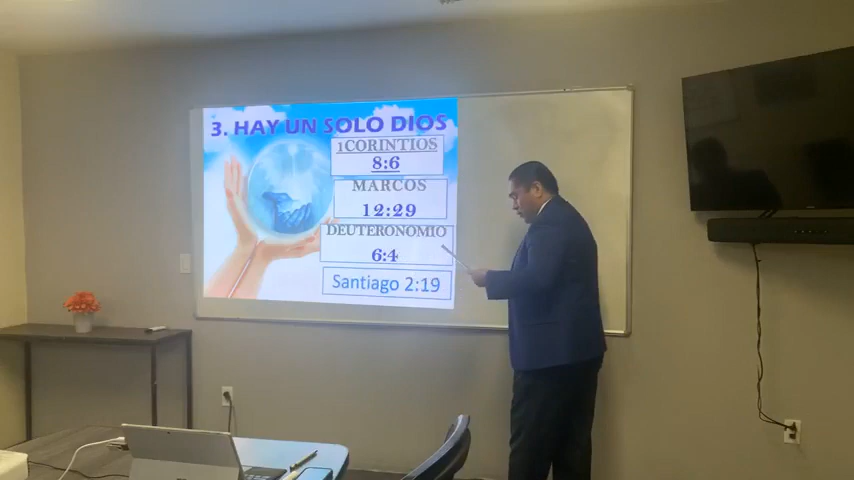 3. HAY UN SOLO DIOS
1CORINTIOS
8:6
MARCOS
12:29
DEUTERONOMIO
6:4
Santiago 2:19